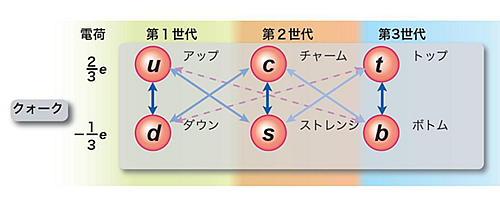 電荷 第1世代 第2世代 第3世代
2/3 e u アップ c チャーム t トップ
クォーク
-1/3 e d ダウン s ストレンジ b ボトム